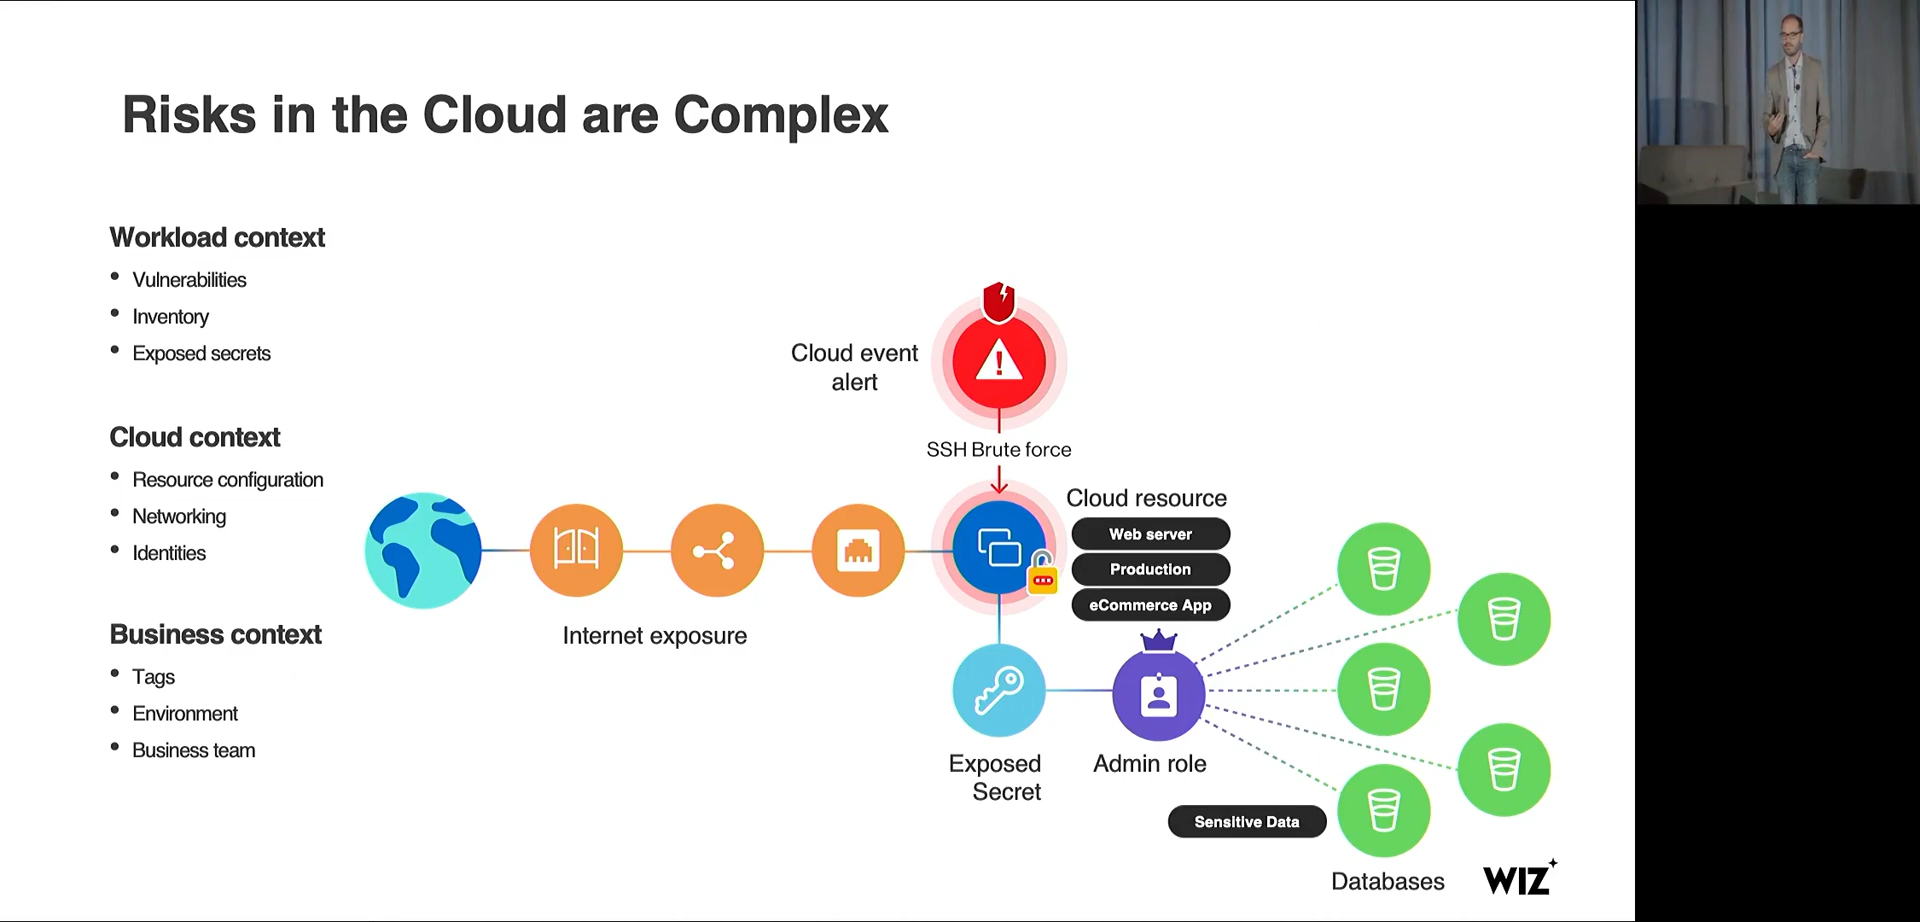 Risks in the Cloud are Complex
Workload context
• Vulnerabilities
• Inventory
• Exposed secrets
Cloud context
• Resource configuration
• Networking
• Identities
Business context
• Tags
• Environment
• Business team
Internet exposure
Cloud event
alert
SSH Brute force
Cloud resource
Web server
Production
eCommerce App
Exposed
Secret
Admin role
Sensitive Data
Databases
WIZ